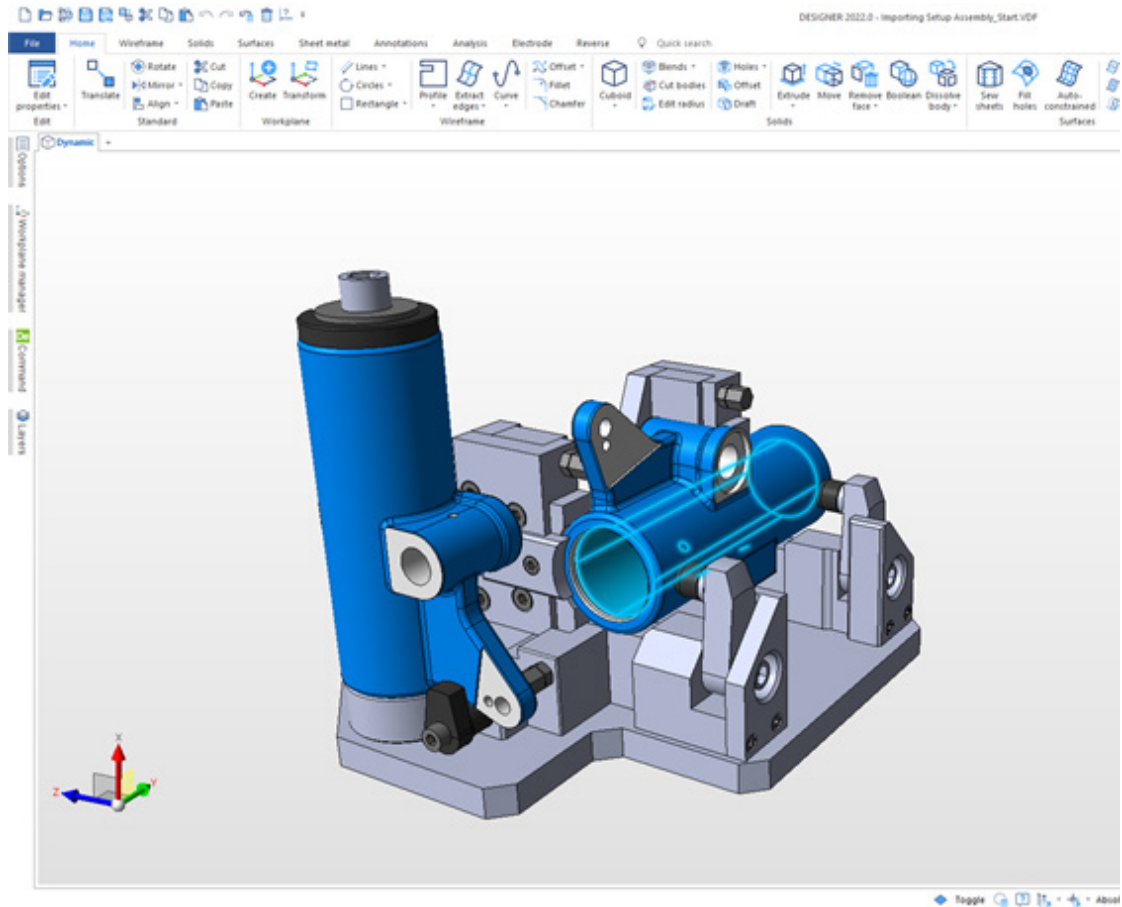 DESIGNER 2022.0 - Importing Setup Assembly_Start.VDF
File Home Wireframe Solids Surfaces Sheet metal Annotations Analysis Electrode Reverse Quick search
Edit properties Translate Rotate Cut Create Transform Lines Profile Extract edges Curve Offset Cuboid Blends Holes Extrude Move Remove face Boolean Dissolve body Sew sheets Fill holes Auto-constrained
Mirror Copy Circles Fillet Cut bodies Offset
Align Paste Rectangle Chamfer Edit radius Draft
Edit Standard Workplane Wireframe Solids Surfaces
Dynamic +
Options
Workplane manager
Command
Layers
X
Z Y
Toggle Absol